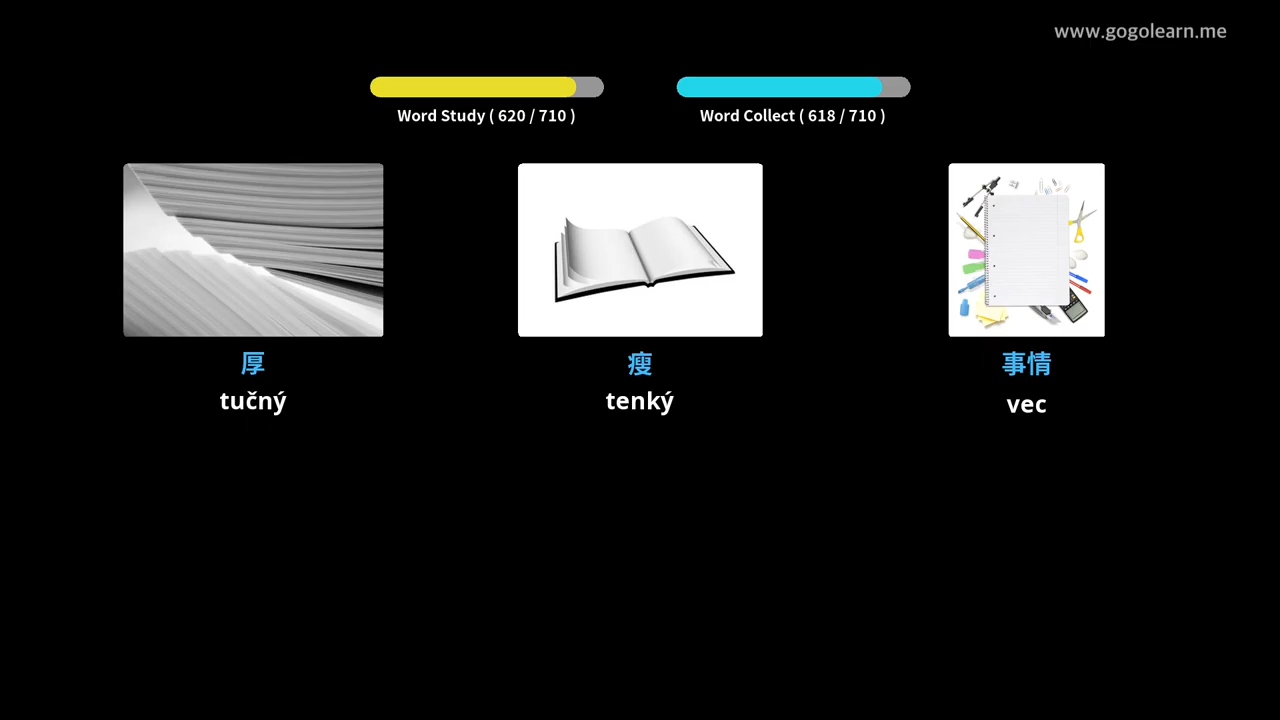 www.gogolearn.me
Word Study ( 620 / 710 )
Word Collect ( 618 / 710 )
厚
tučný
瘦
tenký
事情
vec